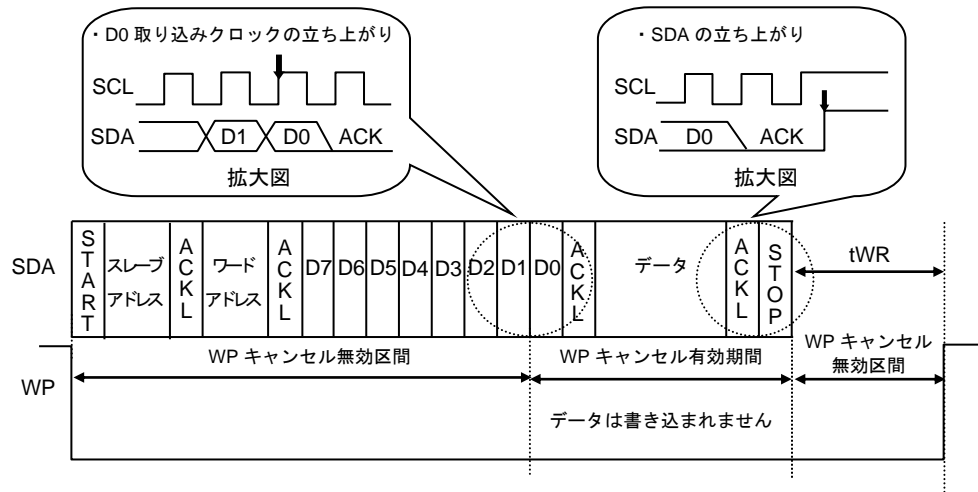 ・D0 取り込みクロックの立ち上がり
SCL
SDA D1 D0 ACK
拡大図
・SDA の立ち上がり
SCL
SDA D0 ACK
拡大図
SDA
START
スレーブ
アドレス
ACKL
ワード
アドレス
ACKL
D7 D6 D5 D4 D3 D2 D1 D0
ACKL
データ
ACKL
STOP
tWR
WP
WP キャンセル無効区間
WP キャンセル有効期間
WP キャンセル
無効区間
データは書き込まれません